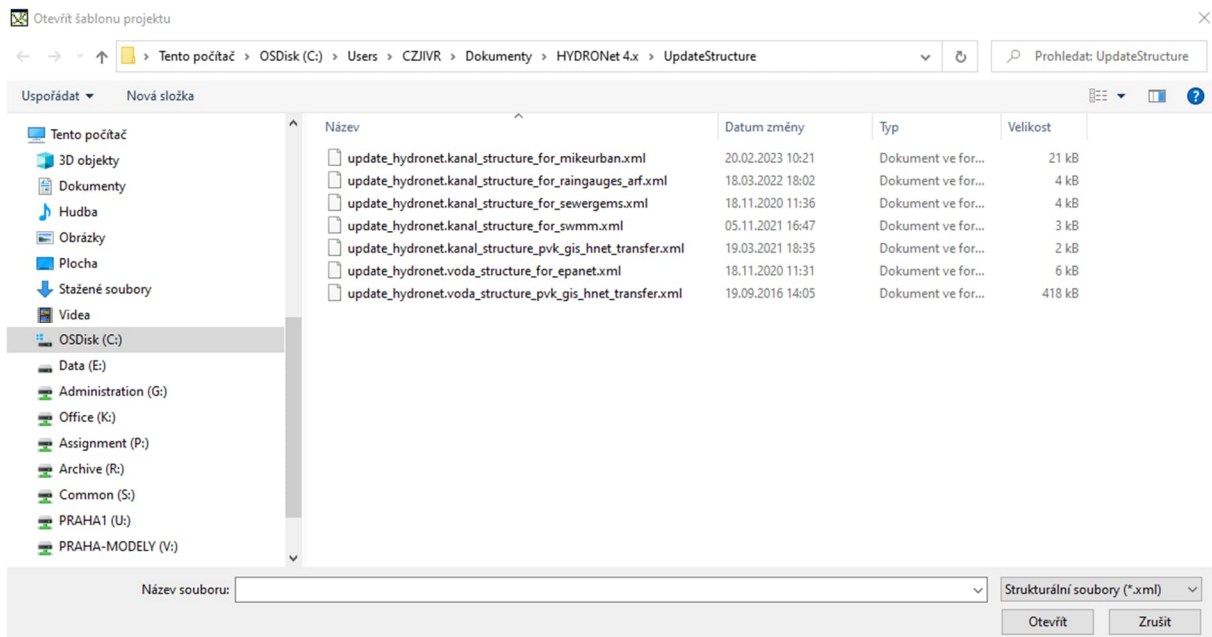 Otevřít šablonu projektu
Tento počítač › OSDisk (C:) › Users › CZJIVR › Dokumenty › HYDRONet 4.x › UpdateStructure
Prohledat: UpdateStructure
Uspořádat
Nová složka
Tento počítač
3D objekty
Dokumenty
Hudba
Obrázky
Plocha
Stažené soubory
Videa
OSDisk (C:)
Data (E:)
Administration (G:)
Office (K:)
Assignment (P:)
Archive (R:)
Common (S:)
PRAHA1 (U:)
PRAHA-MODELY (V:)
Název Datum změny Typ Velikost
update_hydronet.kanal_structure_for_mikeurban.xml 20.02.2023 10:21 Dokument ve for... 21 kB
update_hydronet.kanal_structure_for_raingauges_arf.xml 18.03.2022 18:02 Dokument ve for... 4 kB
update_hydronet.kanal_structure_for_sewergems.xml 18.11.2020 11:36 Dokument ve for... 4 kB
update_hydronet.kanal_structure_for_swmm.xml 05.11.2021 16:47 Dokument ve for... 3 kB
update_hydronet.kanal_structure_pvk_gis_hnet_transfer.xml 19.03.2021 18:35 Dokument ve for... 2 kB
update_hydronet.voda_structure_for_epanet.xml 18.11.2020 11:31 Dokument ve for... 6 kB
update_hydronet.voda_structure_pvk_gis_hnet_transfer.xml 19.09.2016 14:05 Dokument ve for... 418 kB
Název souboru:
Strukturální soubory (*.xml)
Otevřít
Zrušit